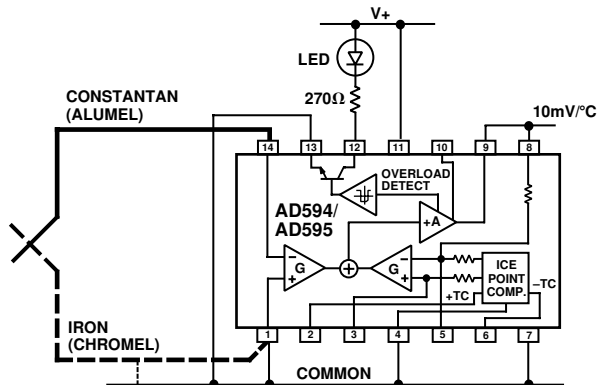 V+
LED
270Ω
CONSTANTAN
(ALUMEL)
10mV/°C
14
13
12
11
10
9
8
OVERLOAD
DETECT
AD594/
AD595
+A
–
G
+
+
–
G
+
ICE
POINT
COMP.
–TC
+TC
IRON
(CHROMEL)
1
2
3
4
5
6
7
COMMON